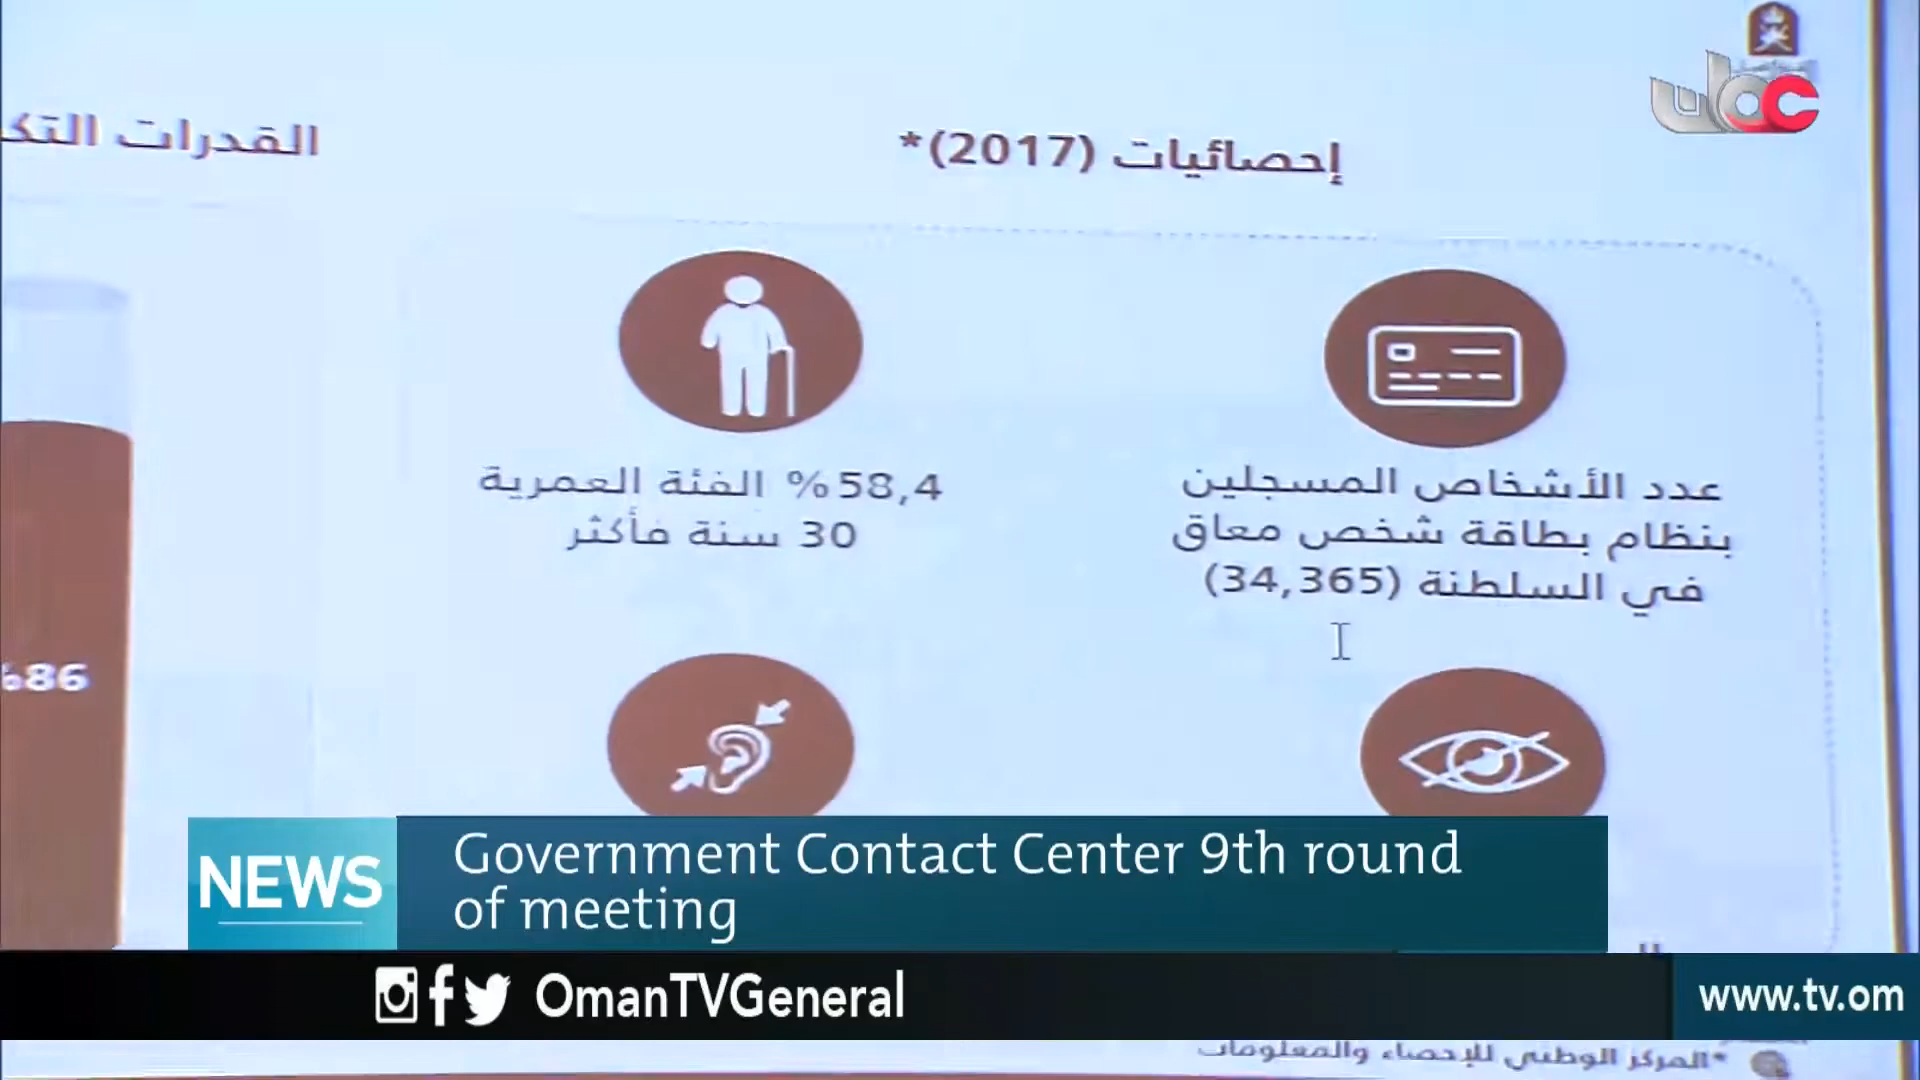 عمان
إحصائيات (2017)*
القدرات التك
عدد الأشخاص المسجلين
بنظام بطاقة شخص معاق
في السلطنة (34,365)
58,4% الفئة العمرية
30 سنة فأكثر
%86
NEWS
Government Contact Center 9th round
of meeting
OmanTVGeneral
www.tv.om
*المركز الوطني للإحصاء والمعلومات